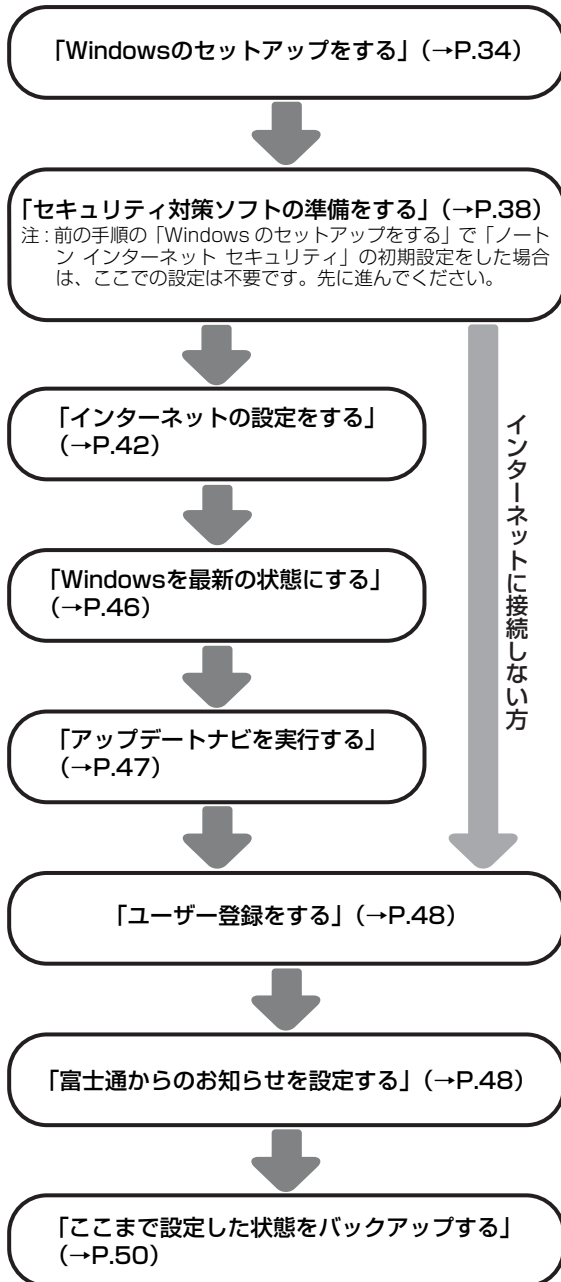 「Windowsのセットアップをする」（→P.34）
「セキュリティ対策ソフトの準備をする」（→P.38）
注：前の手順の「Windows のセットアップをする」で「ノート
ン インターネット セキュリティ」の初期設定をした場合
は、ここでの設定は不要です。先に進んでください。
「インターネットの設定をする」
（→P.42）
「Windowsを最新の状態にする」
（→P.46）
「アップデートナビを実行する」
（→P.47）
インターネットに接続しない方
「ユーザー登録をする」（→P.48）
「富士通からのお知らせを設定する」（→P.48）
「ここまで設定した状態をバックアップする」
（→P.50）